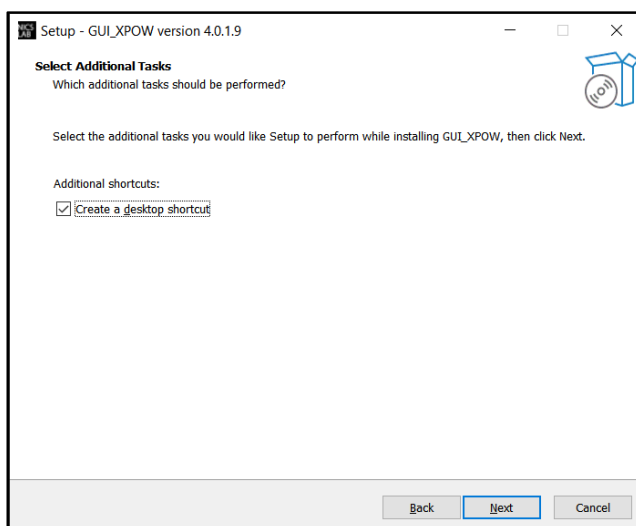 NICS
LAB
Setup - GUI_XPOW version 4.0.1.9
Select Additional Tasks
Which additional tasks should be performed?
Select the additional tasks you would like Setup to perform while installing GUI_XPOW, then click Next.
Additional shortcuts:
Create a desktop shortcut
Back
Next
Cancel